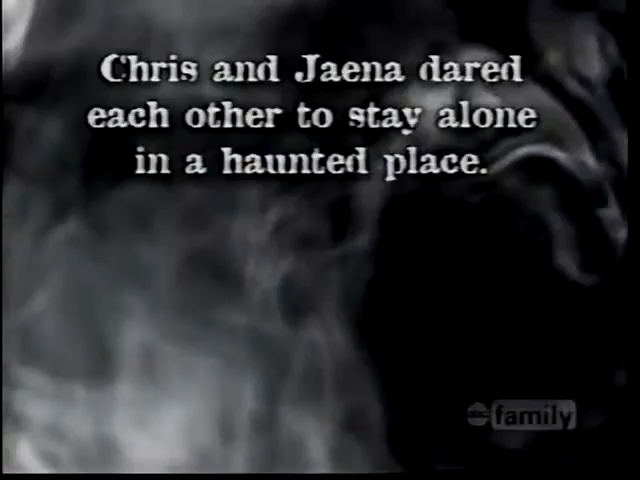 Chris and Jaena dared
each other to stay alone
in a haunted place.
abc family